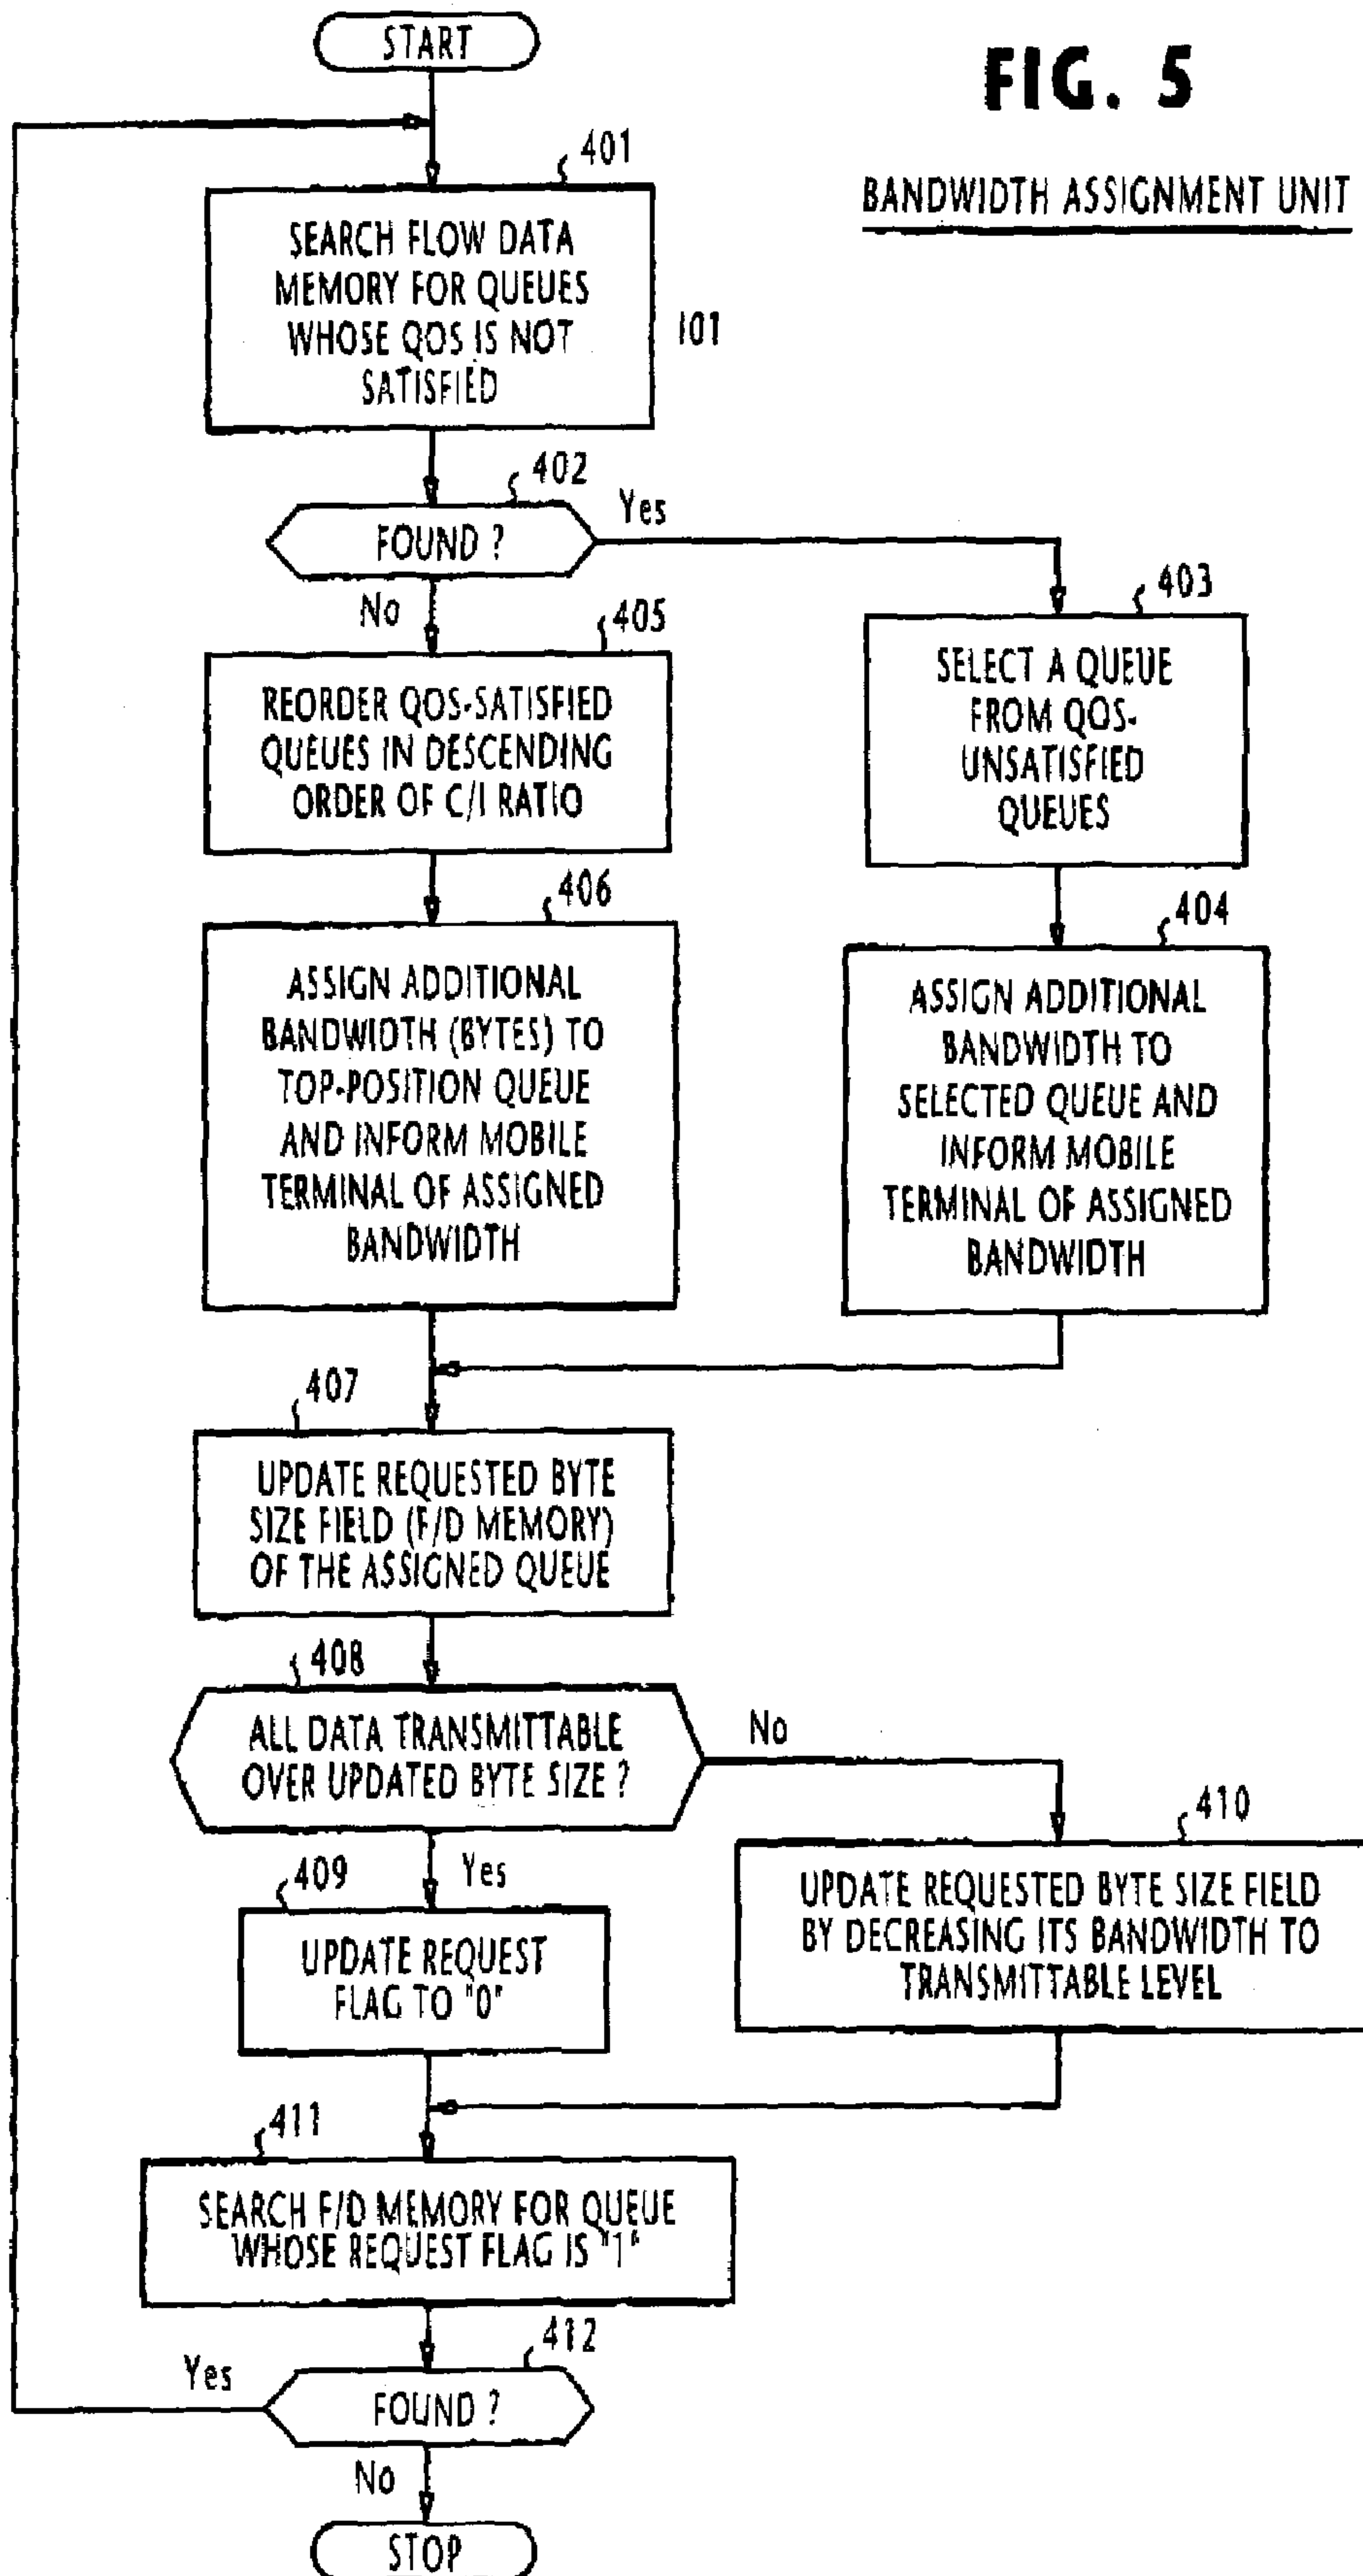 START
FIG. 5
BANDWIDTH ASSIGNMENT UNIT
401
SEARCH FLOW DATA
MEMORY FOR QUEUES
WHOSE QOS IS NOT
SATISFIED
101
402
FOUND ?
Yes
No
403
SELECT A QUEUE
FROM QOS-
UNSATISFIED
QUEUES
405
REORDER QOS-SATISFIED
QUEUES IN DESCENDING
ORDER OF C/I RATIO
406
ASSIGN ADDITIONAL
BANDWIDTH (BYTES) TO
TOP-POSITION QUEUE
AND INFORM MOBILE
TERMINAL OF ASSIGNED
BANDWIDTH
404
ASSIGN ADDITIONAL
BANDWIDTH TO
SELECTED QUEUE AND
INFORM MOBILE
TERMINAL OF ASSIGNED
BANDWIDTH
407
UPDATE REQUESTED BYTE
SIZE FIELD (F/D MEMORY)
OF THE ASSIGNED QUEUE
408
ALL DATA TRANSMITTABLE
OVER UPDATED BYTE SIZE ?
No
Yes
409
UPDATE REQUEST
FLAG TO "0"
410
UPDATE REQUESTED BYTE SIZE FIELD
BY DECREASING ITS BANDWIDTH TO
TRANSMITTABLE LEVEL
411
SEARCH F/D MEMORY FOR QUEUE
WHOSE REQUEST FLAG IS "1"
412
FOUND ?
Yes
No
STOP